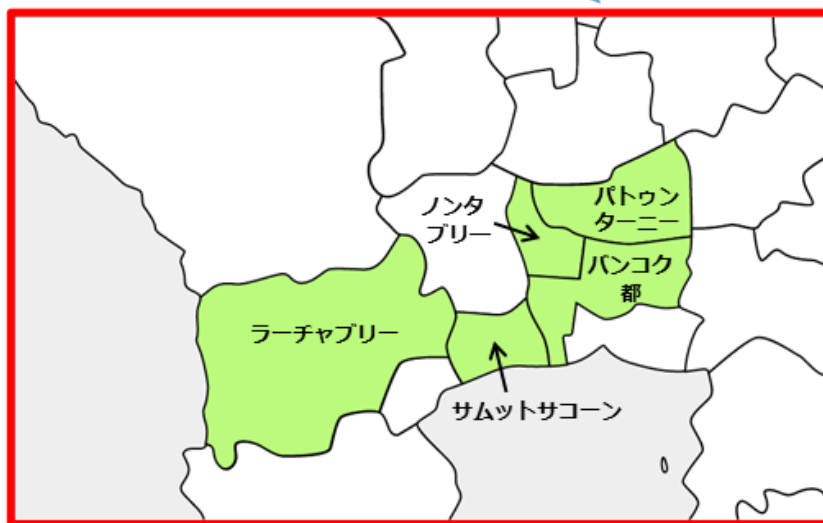 パトゥン
ターニー
ノンタ
ブリー
バンコク
都
ラーチャブリー
サムットサコーン